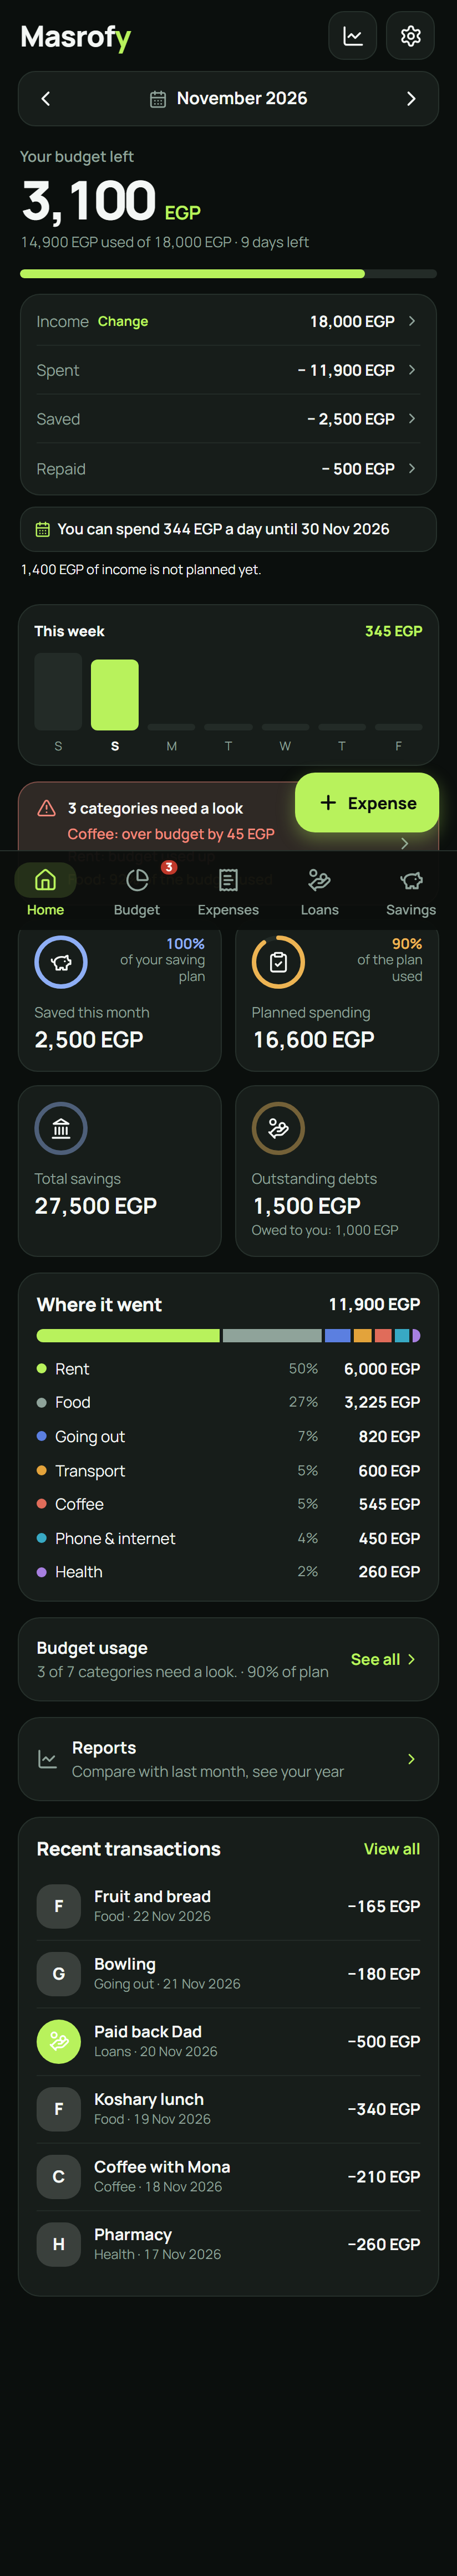 Masrofy
November 2026
Your budget left
3,100 EGP
14,900 EGP used of 18,000 EGP · 9 days left
Income Change 18,000 EGP
Spent − 11,900 EGP
Saved − 2,500 EGP
Repaid − 500 EGP
You can spend 344 EGP a day until 30 Nov 2026
1,400 EGP of income is not planned yet.
This week 345 EGP
S S M T W T F
3 categories need a look
+ Expense
Coffee: over budget by 45 EGP
Rent: budget used up
3
Home Budget Expenses Loans Savings
100%
of your saving
plan
Saved this month
2,500 EGP
90%
of the plan
used
Planned spending
16,600 EGP
Total savings
27,500 EGP
Outstanding debts
1,500 EGP
Owed to you: 1,000 EGP
Where it went 11,900 EGP
Rent 50% 6,000 EGP
Food 27% 3,225 EGP
Going out 7% 820 EGP
Transport 5% 600 EGP
Coffee 5% 545 EGP
Phone & internet 4% 450 EGP
Health 2% 260 EGP
Budget usage
3 of 7 categories need a look. · 90% of plan
See all
Reports
Compare with last month, see your year
Recent transactions View all
F Fruit and bread −165 EGP
Food · 22 Nov 2026
G Bowling −180 EGP
Going out · 21 Nov 2026
Paid back Dad −500 EGP
Loans · 20 Nov 2026
F Koshary lunch −340 EGP
Food · 19 Nov 2026
C Coffee with Mona −210 EGP
Coffee · 18 Nov 2026
H Pharmacy −260 EGP
Health · 17 Nov 2026